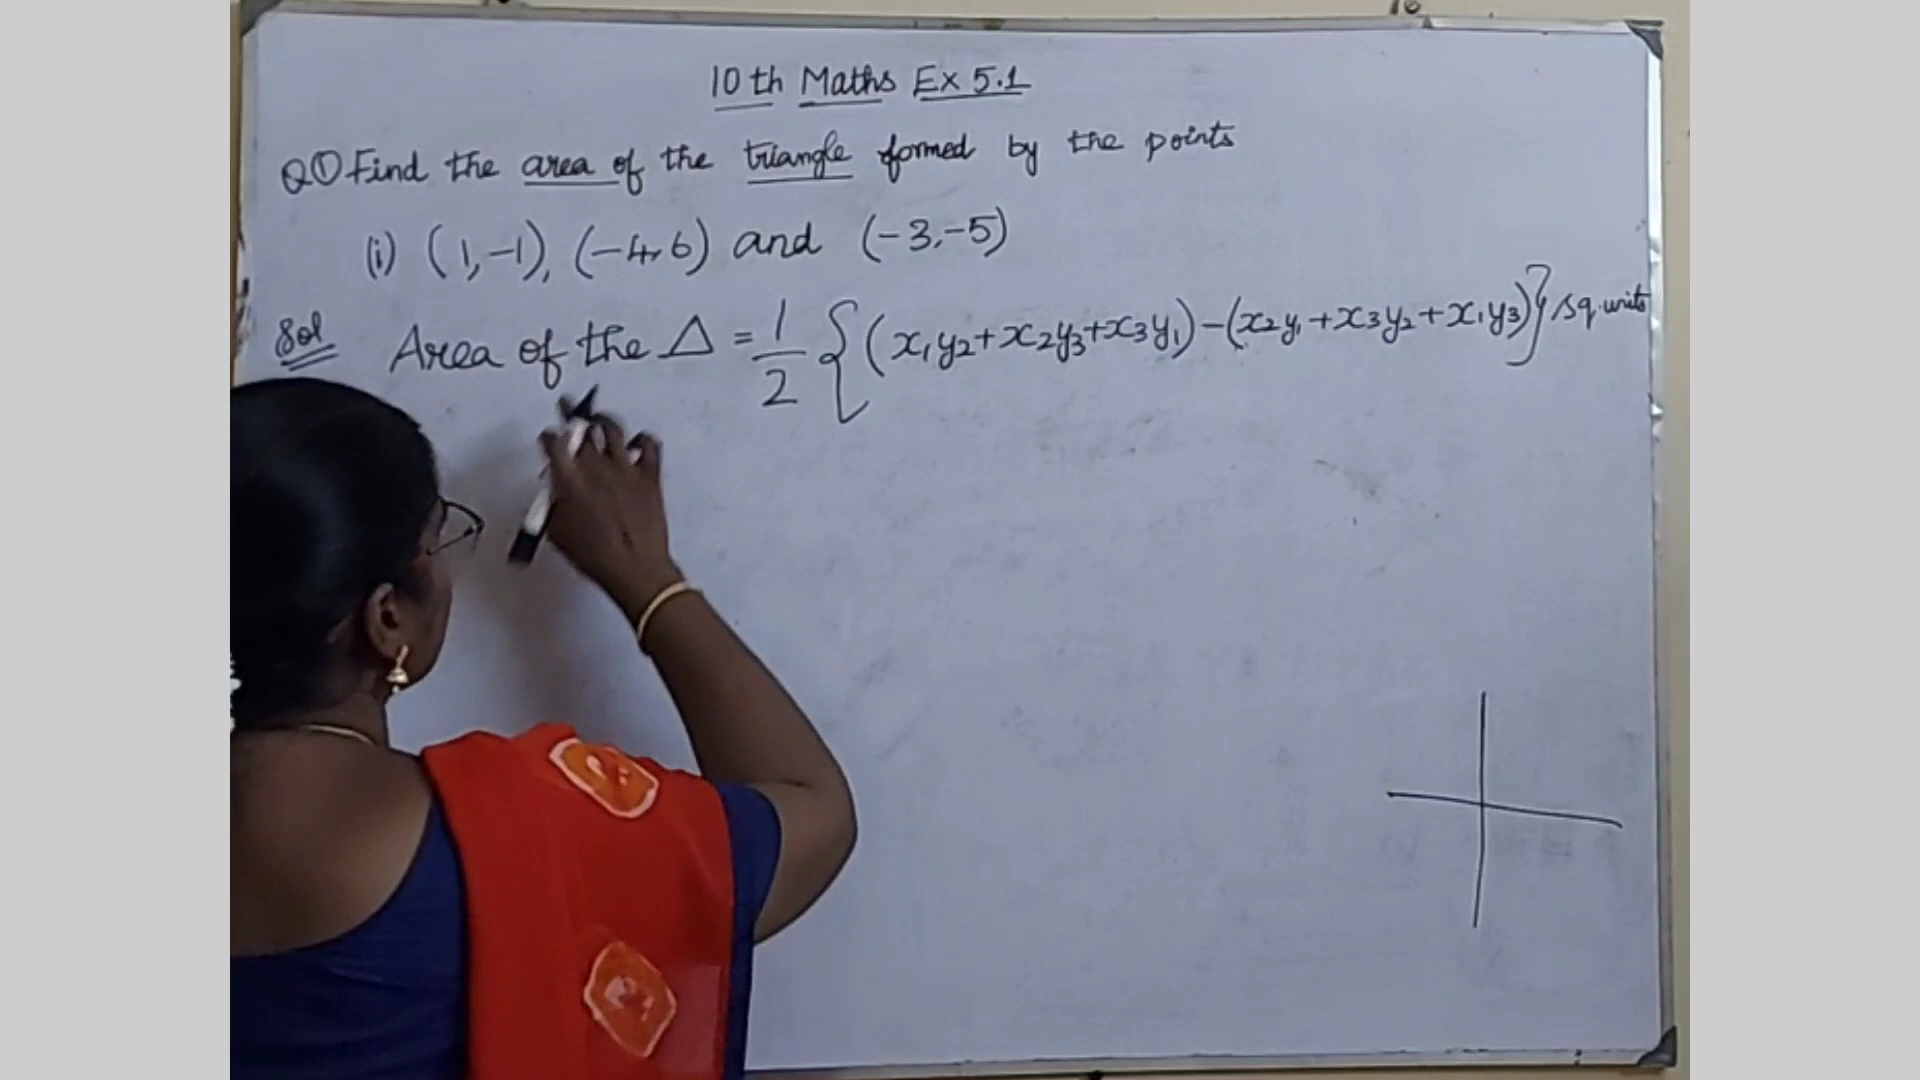 10th Maths Ex 5.1
Q① Find the area of the triangle formed by the points
(i) (1,-1), (-4,6) and (-3,-5)
Sol Area of the Δ = 1/2 {(x₁y₂+x₂y₃+x₃y₁)-(x₂y₁+x₃y₂+x₁y₃)} sq.units